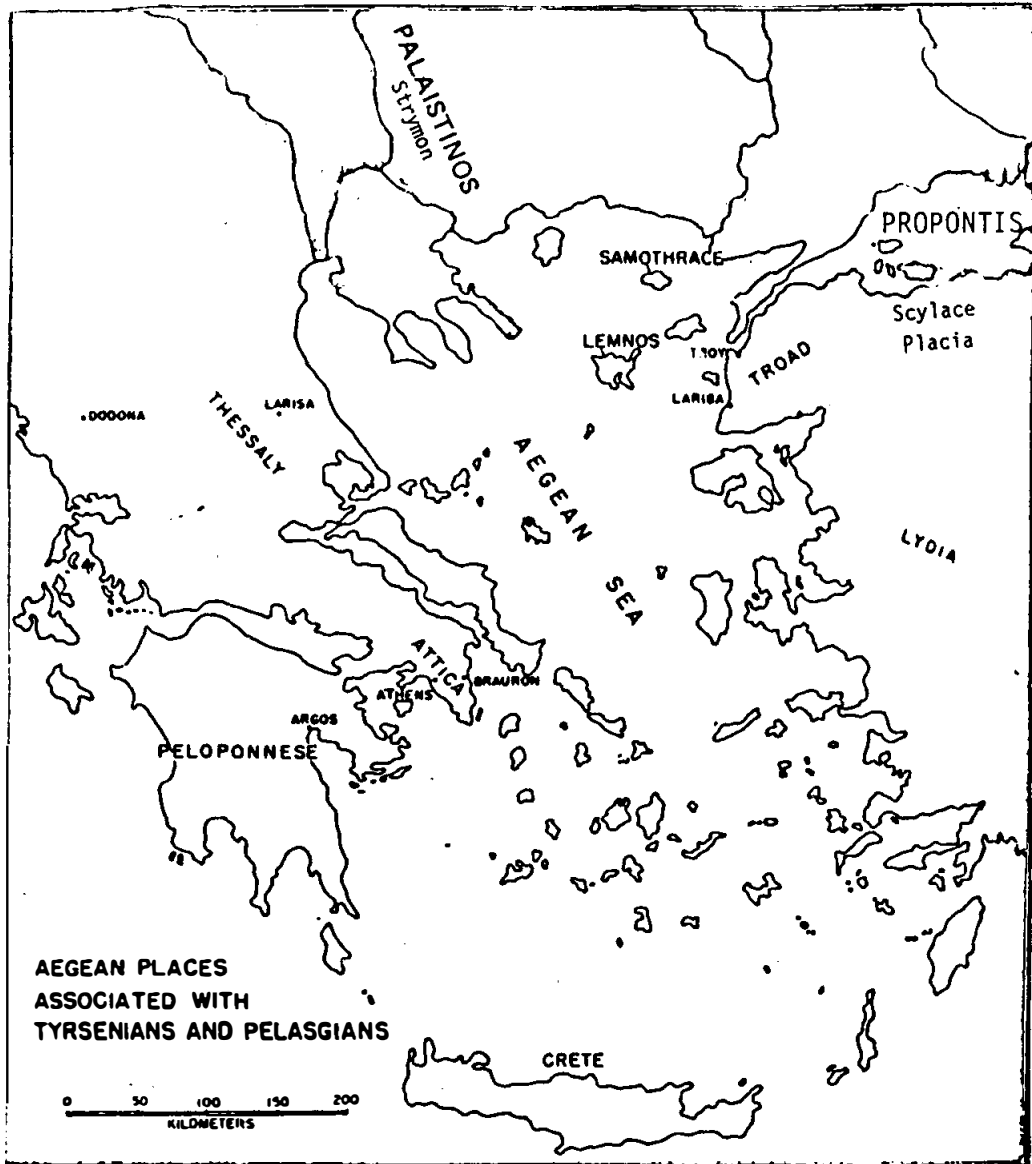 PALAISTINOS
Strymon
PROPONTIS
SAMOTHRACE
Scylace
Placia
LEMNOS
TROY
TROAD
LARISA
DODONA
LARISA
THESSALY
AEGEAN
SEA
LYDIA
ATTICA
BRAURON
ATHENS
ARGOS
PELOPONNESE
AEGEAN PLACES
ASSOCIATED WITH
TYRSENIANS AND PELASGIANS
CRETE
0 50 100 150 200
KILOMETERS